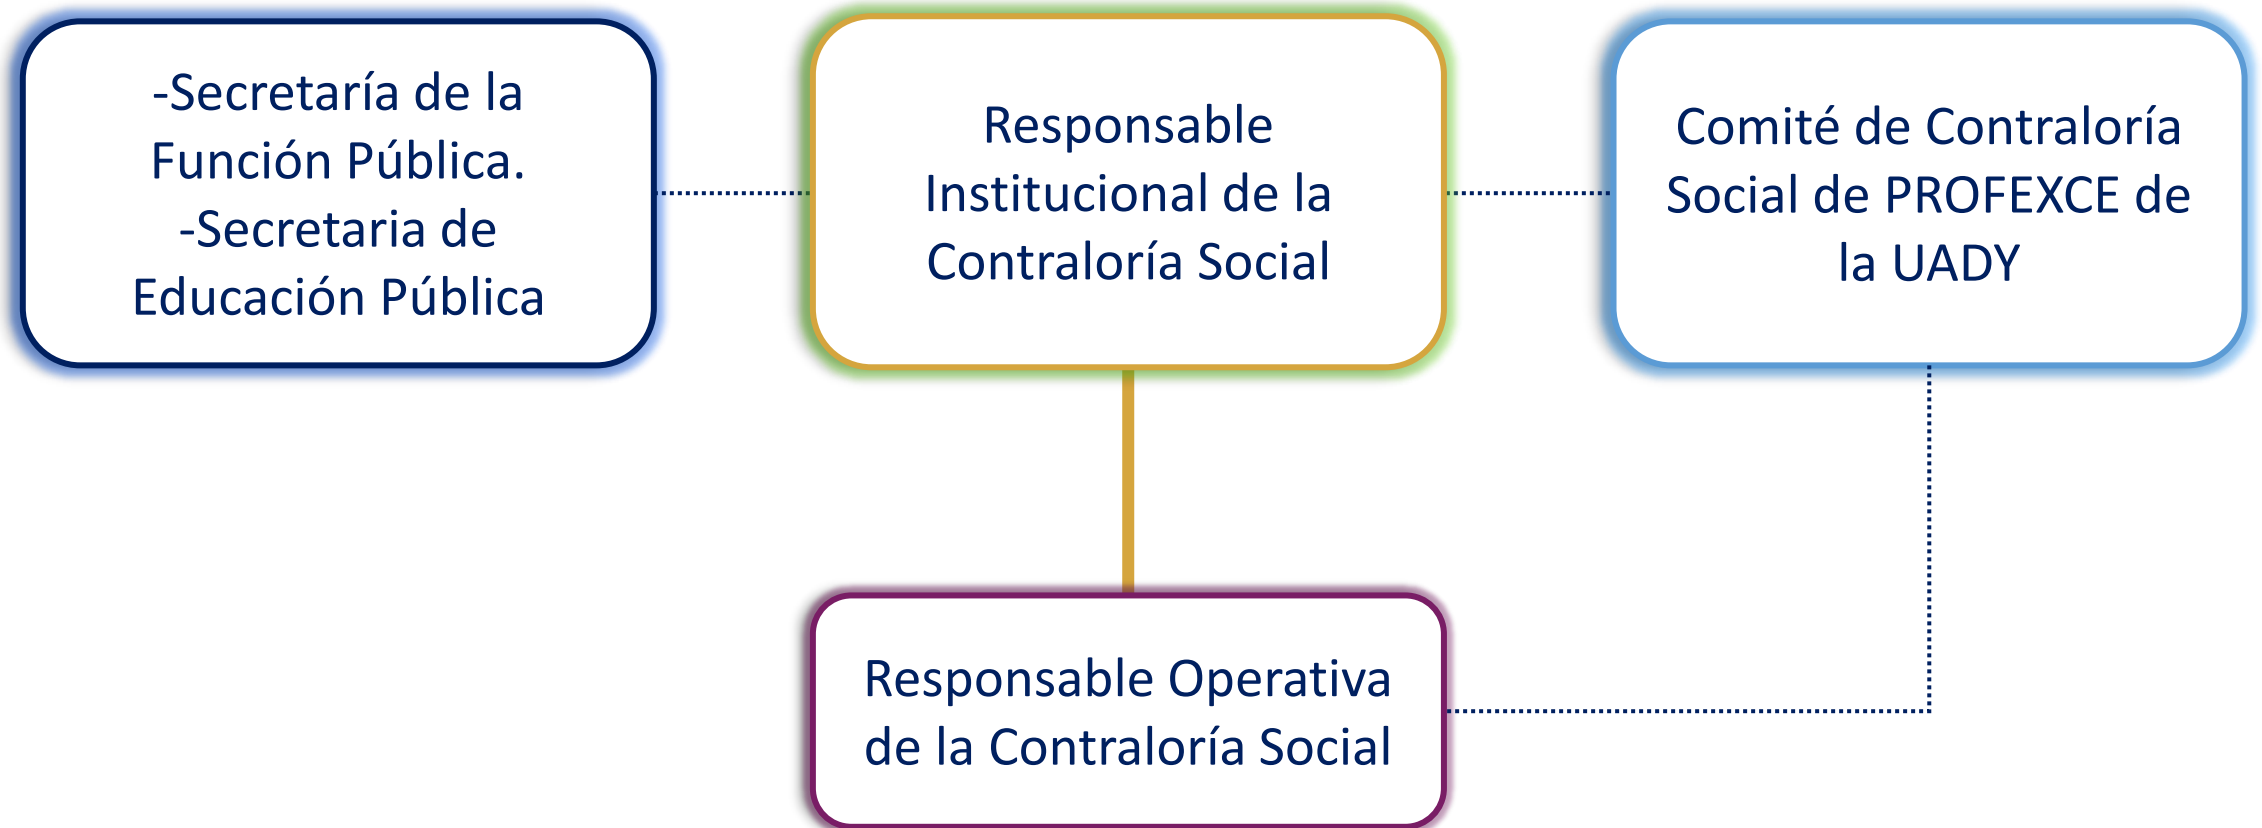 -Secretaría de la
Función Pública.
-Secretaria de
Educación Pública
Responsable
Institucional de la
Contraloría Social
Comité de Contraloría
Social de PROFEXCE de
la UADY
Responsable Operativa
de la Contraloría Social